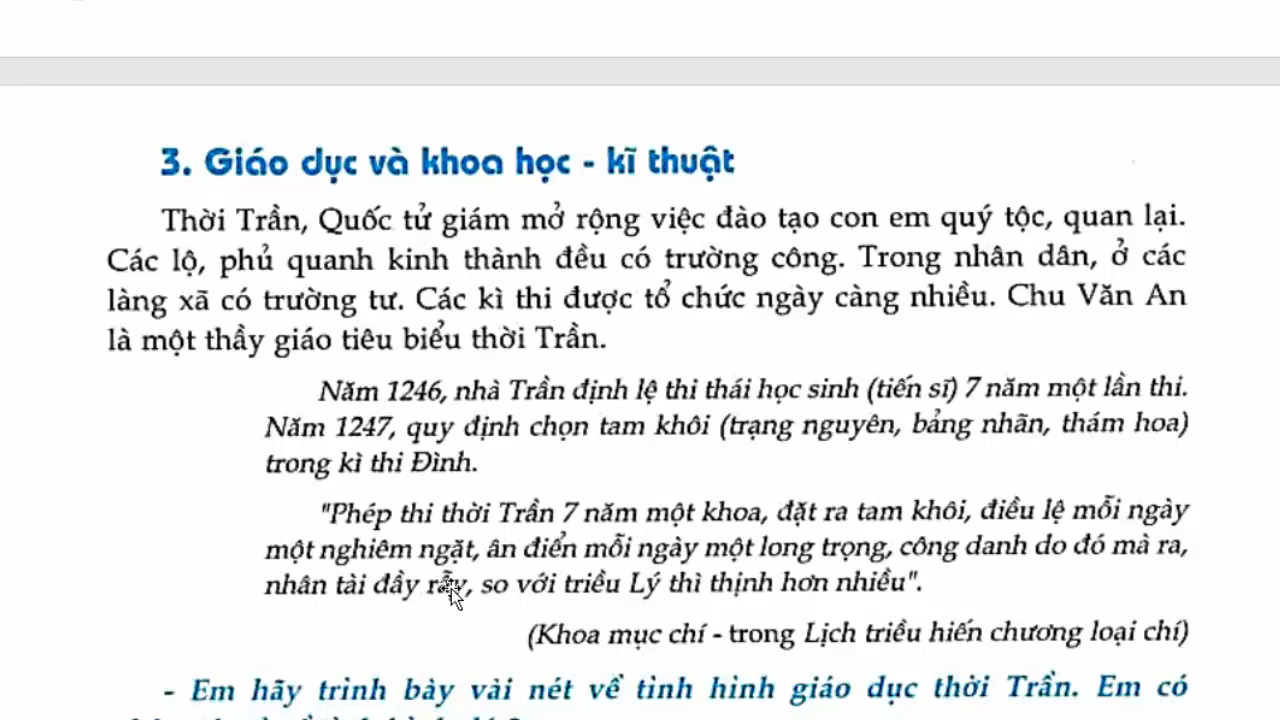 3. Giáo dục và khoa học - kĩ thuật
Thời Trần, Quốc tử giám mở rộng việc đào tạo con em quý tộc, quan lại.
Các lộ, phủ quanh kinh thành đều có trường công. Trong nhân dân, ở các
làng xã có trường tư. Các kì thi được tổ chức ngày càng nhiều. Chu Văn An
là một thầy giáo tiêu biểu thời Trần.
Năm 1246, nhà Trần định lệ thi thái học sinh (tiến sĩ) 7 năm một lần thi.
Năm 1247, quy định chọn tam khôi (trạng nguyên, bảng nhãn, thám hoa)
trong kì thi Đình.
"Phép thi thời Trần 7 năm một khoa, đặt ra tam khôi, điều lệ mỗi ngày
một nghiêm ngặt, ân điển mỗi ngày một long trọng, công danh do đó mà ra,
nhân tài đầy rẫy, so với triều Lý thì thịnh hơn nhiều".
(Khoa mục chí - trong Lịch triều hiến chương loại chí)
- Em hãy trình bày vài nét về tình hình giáo dục thời Trần. Em có